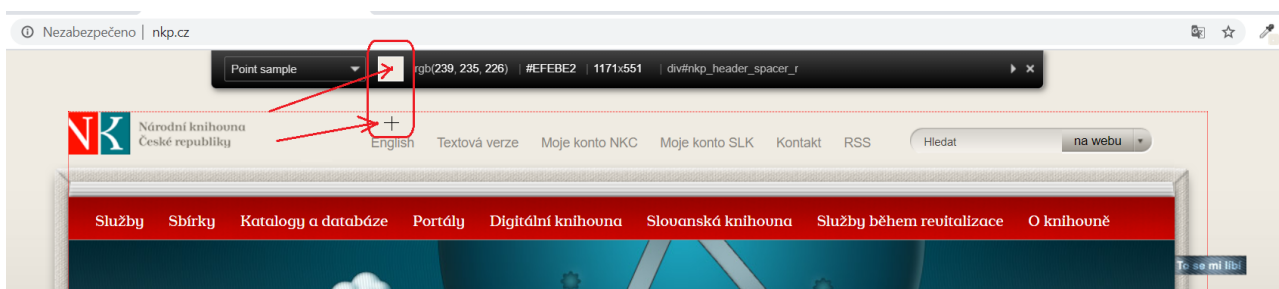 Nezabezpečeno | nkp.cz
Point sample rgb(239, 235, 226) | #EFEBE2 | 1171x551 | div#nkp_header_spacer_r
NK Národní knihovna
České republiky
English Textová verze Moje konto NKC Moje konto SLK Kontakt RSS Hledat na webu
Služby Sbírky Katalogy a databáze Portály Digitální knihovna Slovanská knihovna Služby během revitalizace O knihovně
To se mi líbí